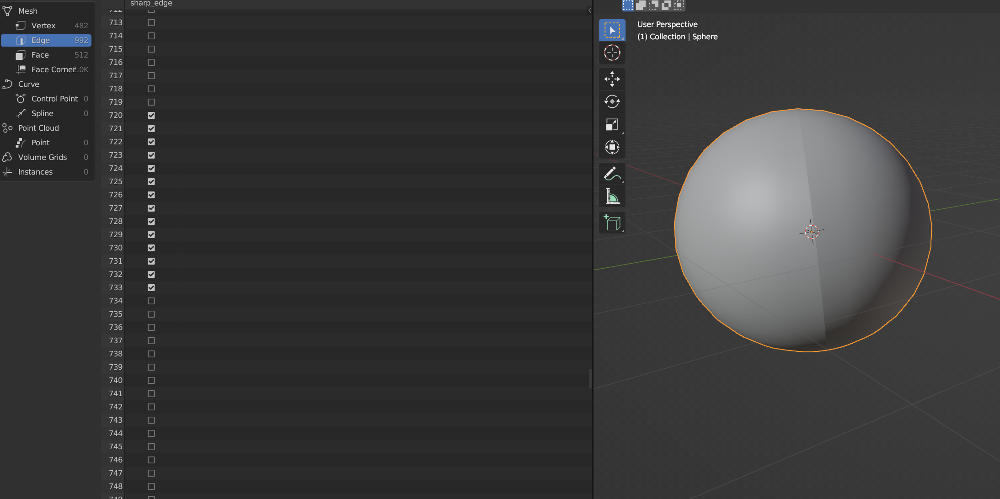 Mesh
Vertex 482
Edge 992
Face 512
Face Corner 2.0K
Curve
Control Point 0
Spline 0
Point Cloud
Point 0
Volume Grids 0
Instances 0
sharp_edge
712
713
714
715
716
717
718
719
720
721
722
723
724
725
726
727
728
729
730
731
732
733
734
735
736
737
738
739
740
741
742
743
744
745
746
747
748
749
User Perspective
(1) Collection | Sphere